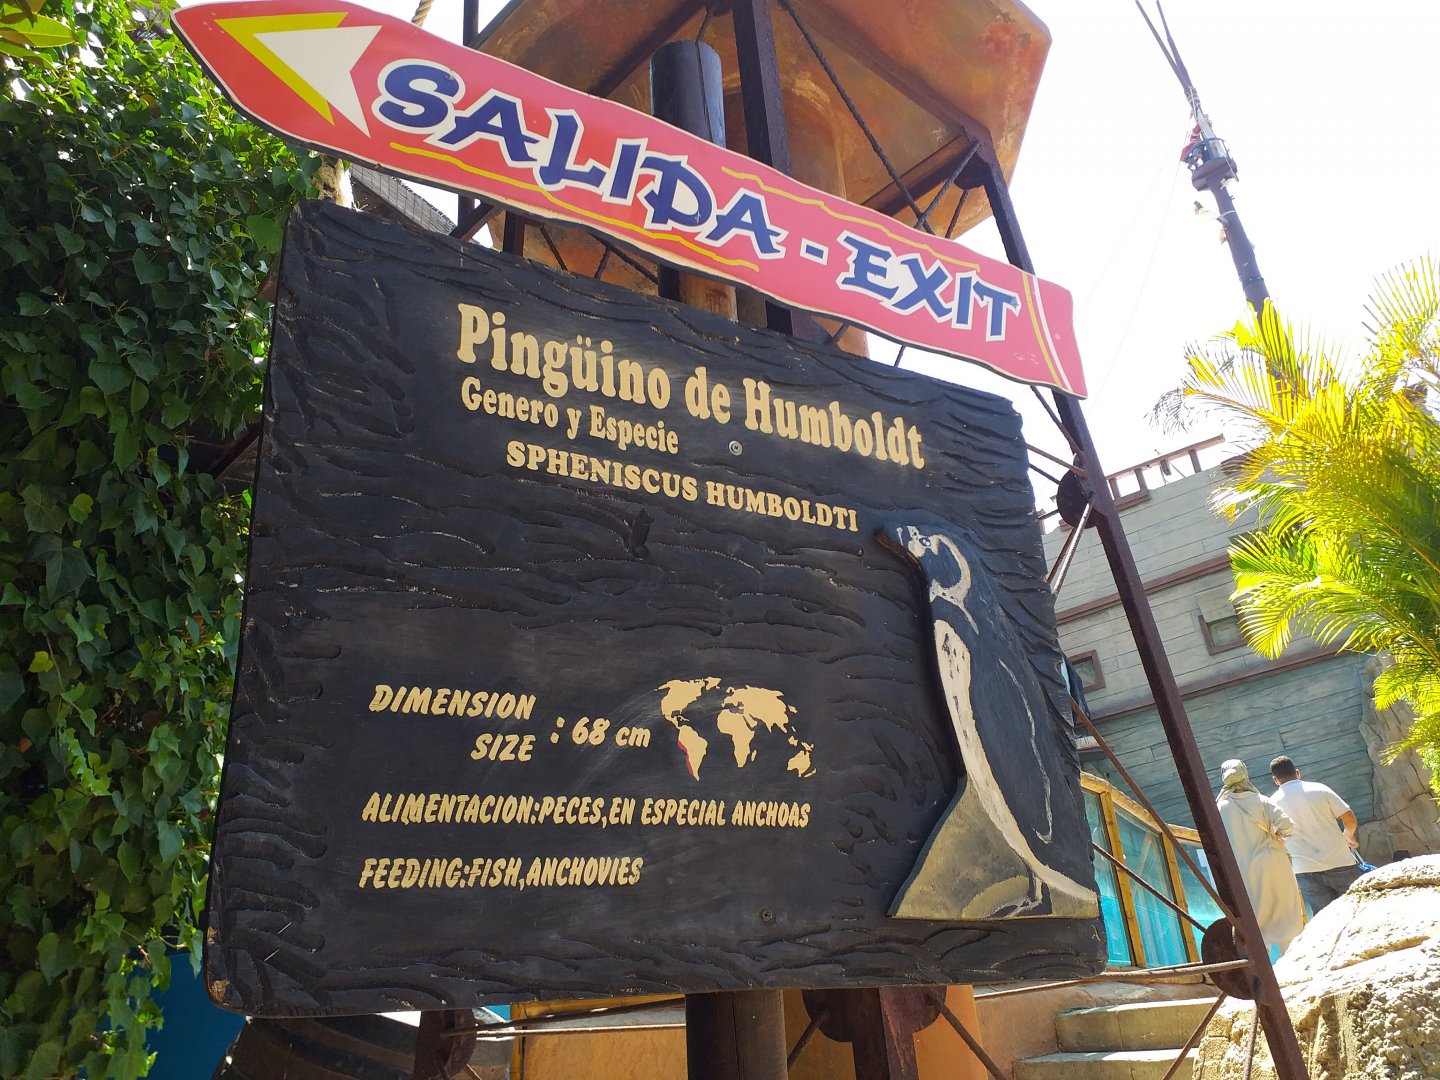 SALIDA - EXIT
Pingüino de Humboldt
Genero y Especie
SPHENISCUS HUMBOLDTI
DIMENSION
SIZE : 68 cm
ALIMENTACION:PECES,EN ESPECIAL ANCHOAS
FEEDING:FISH,ANCHOVIES